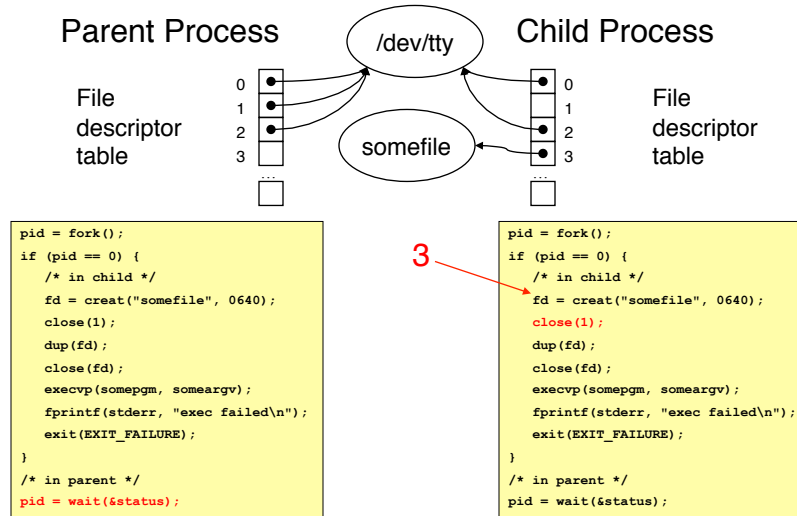 Parent Process
/dev/tty
Child Process
File
descriptor
table
0
1
2
3
...
somefile
0
1
2
3
...
File
descriptor
table
pid = fork();
if (pid == 0) {
/* in child */
fd = creat("somefile", 0640);
close(1);
dup(fd);
close(fd);
execvp(somepgm, someargv);
fprintf(stderr, "exec failed\n");
exit(EXIT_FAILURE);
}
/* in parent */
pid = wait(&status);
3
pid = fork();
if (pid == 0) {
/* in child */
fd = creat("somefile", 0640);
close(1);
dup(fd);
close(fd);
execvp(somepgm, someargv);
fprintf(stderr, "exec failed\n");
exit(EXIT_FAILURE);
}
/* in parent */
pid = wait(&status);